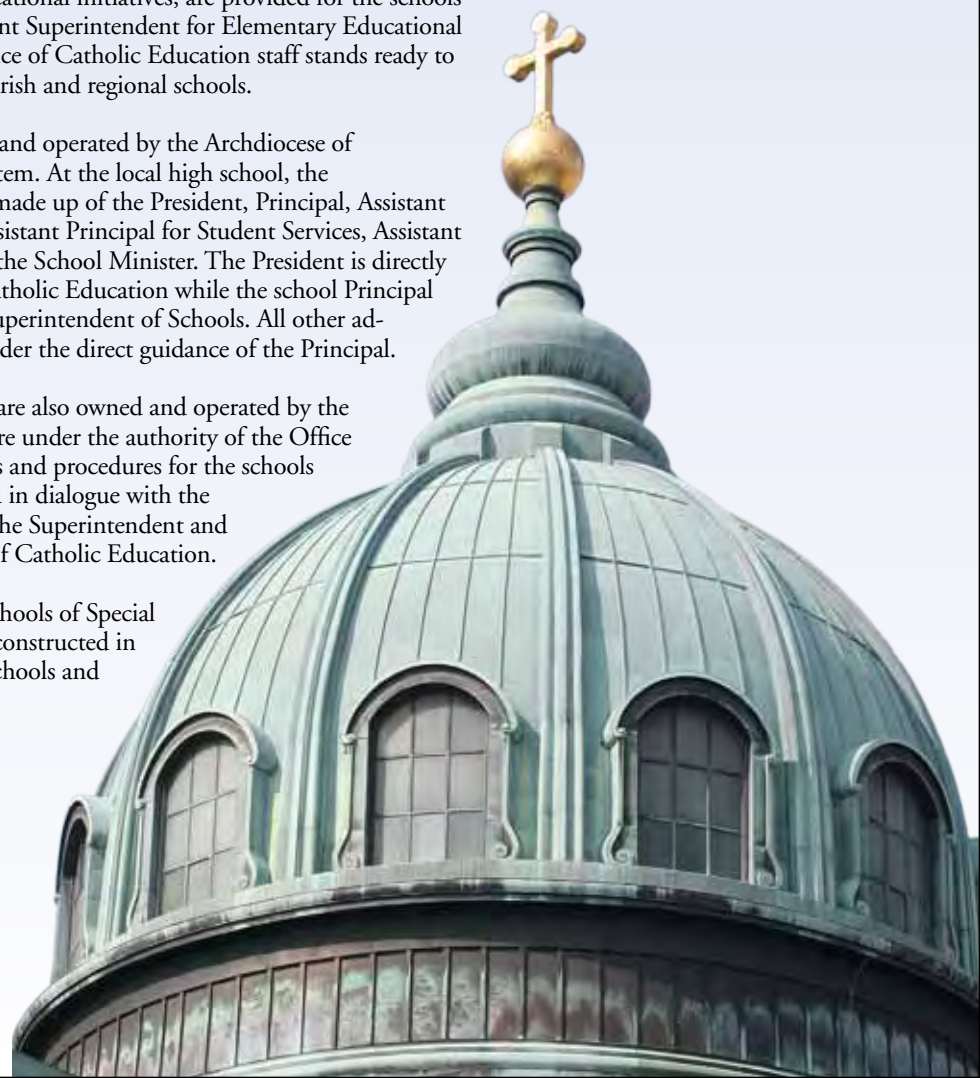 ational initiatives, are provided for the schools
nt Superintendent for Elementary Educational
ce of Catholic Education staff stands ready to
rish and regional schools.
and operated by the Archdiocese of
tem. At the local high school, the
made up of the President, Principal, Assistant
sistant Principal for Student Services, Assistant
the School Minister. The President is directly
atholic Education while the school Principal
uperintendent of Schools. All other ad-
der the direct guidance of the Principal.
are also owned and operated by the
re under the authority of the Office
s and procedures for the schools
in dialogue with the
he Superintendent and
f Catholic Education.
hools of Special
constructed in
chools and